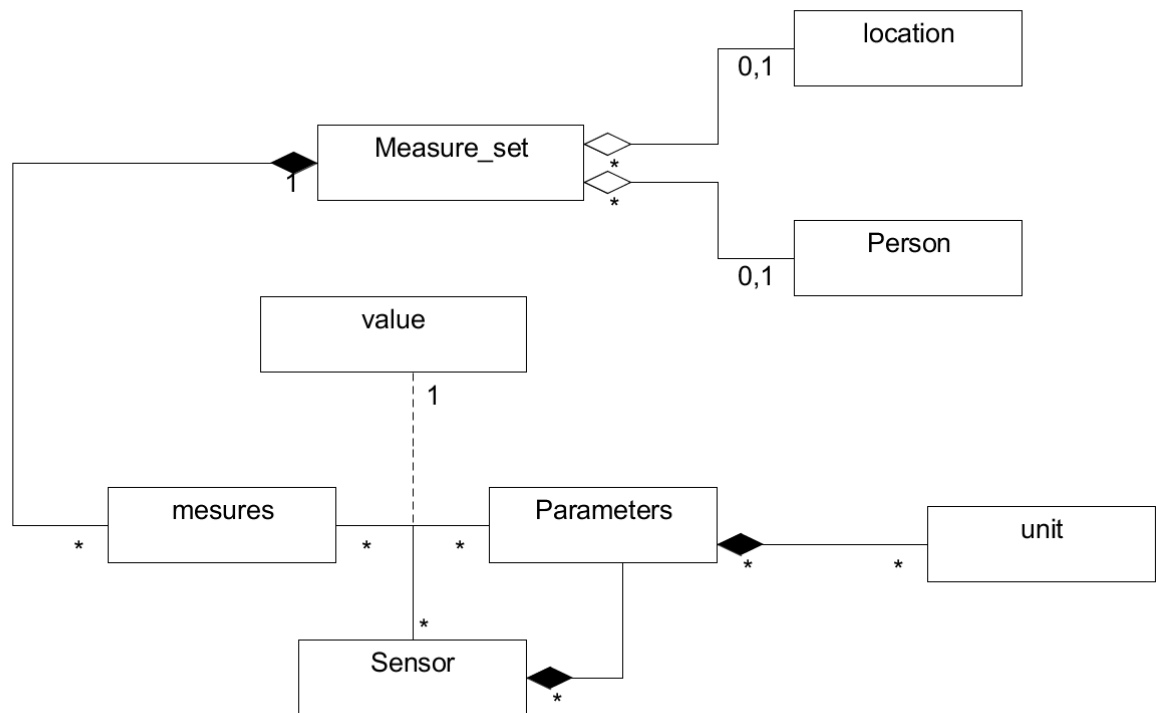 location
0,1
Measure_set
*
1
*
Person
0,1
value
1
mesures
Parameters
unit
*
*
*
*
*
*
Sensor
*